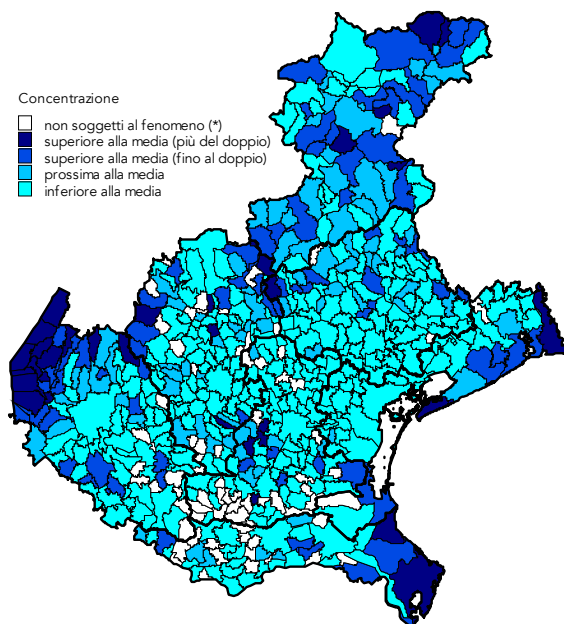 Concentrazione
non soggetti al fenomeno (*)
superiore alla media (più del doppio)
superiore alla media (fino al doppio)
prossima alla media
inferiore alla media